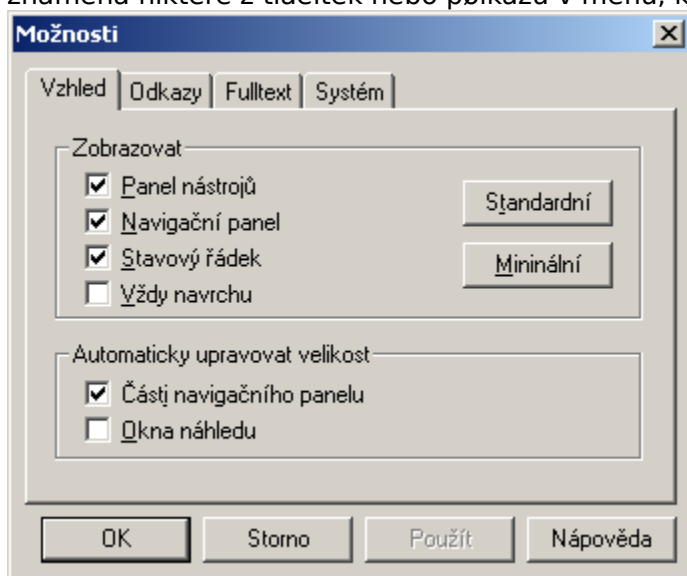 Možnosti
Vzhled Odkazy Fulltext Systém
Zobrazovat
Panel nástrojů
Navigační panel
Stavový řádek
Vždy navrchu
Standardní
Mininální
Automaticky upravovat velikost
Části navigačního panelu
Okna náhledu
OK Storno Použít Nápověda